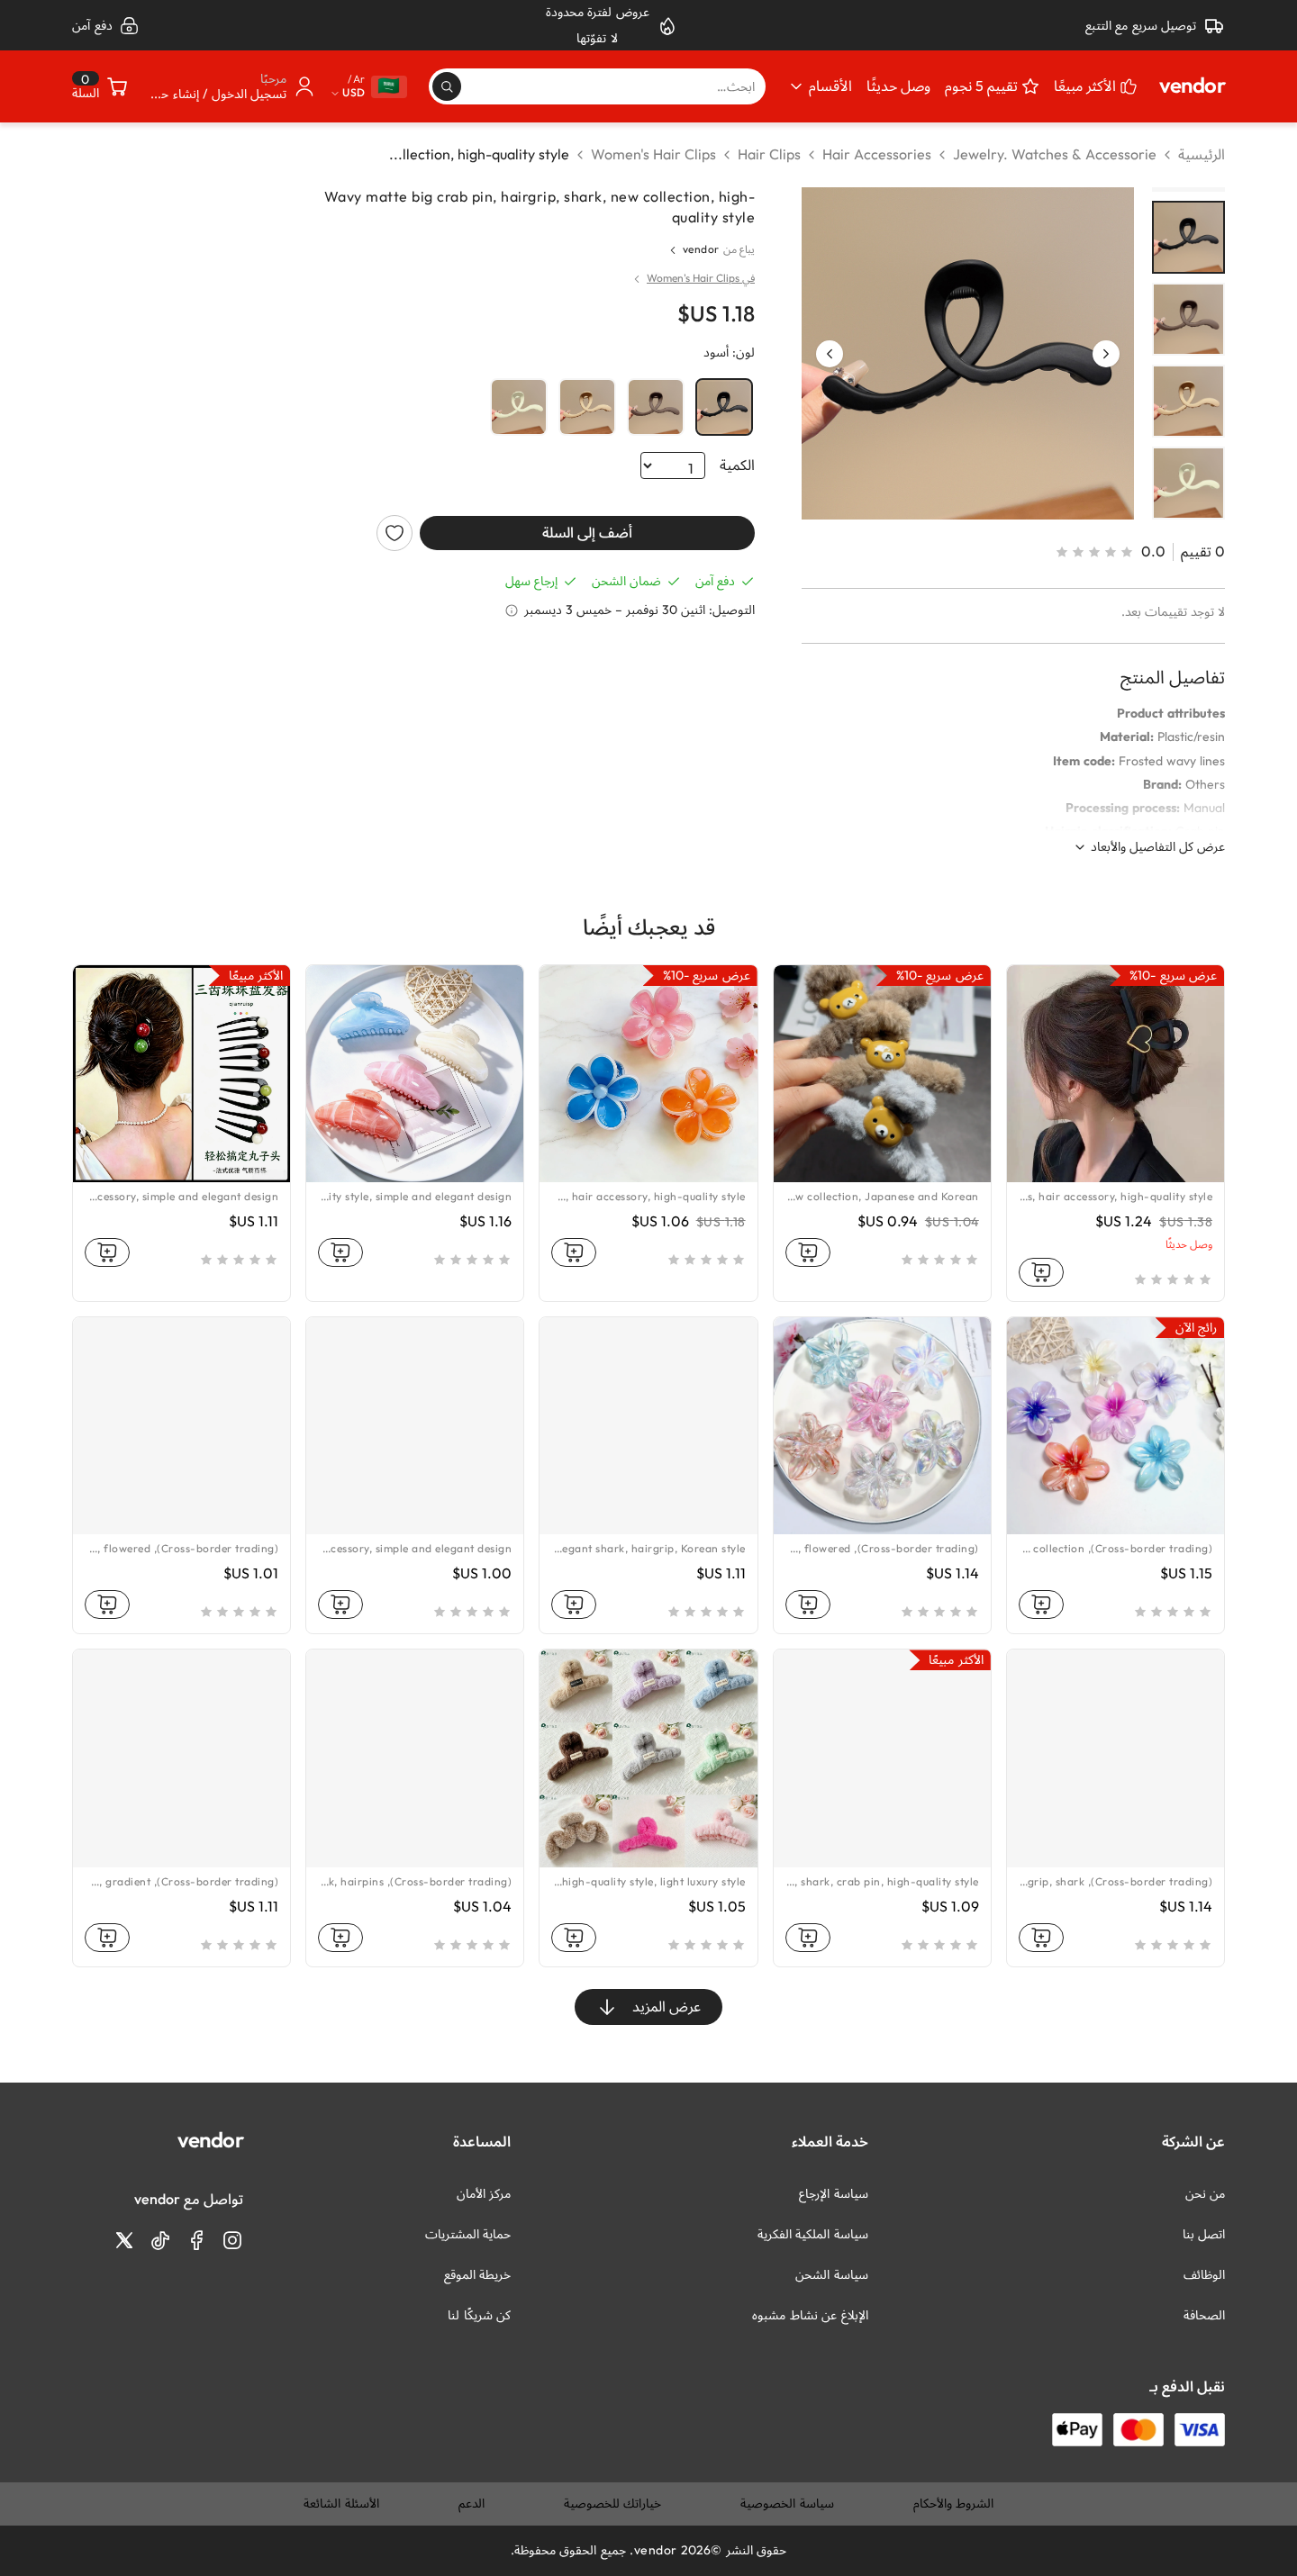 توصيل سريع مع التتبع
عروض لفترة محدودة
لا تفوّتها
دفع آمن
vendor
الأكثر مبيعًا
تقييم 5 نجوم
وصل حديثًا
الأقسام
ابحث...
Ar /
USD
مرحبًا
تسجيل الدخول / إنشاء حـ...
0
السلة
الرئيسية
Jewelry. Watches & Accessorie
Hair Accessories
Hair Clips
Women's Hair Clips
...llection, high-quality style
Wavy matte big crab pin, hairgrip, shark, new collection, high-
quality style
يباع من vendor
في Women's Hair Clips
$US 1.18
لون: أسود
الكمية
1
أضف إلى السلة
دفع آمن
ضمان الشحن
إرجاع سهل
التوصيل: اثنين 30 نوفمبر – خميس 3 ديسمبر
0 تقييم
0.0
لا توجد تقييمات بعد.
تفاصيل المنتج
Product attributes
Material: Plastic/resin
Item code: Frosted wavy lines
Brand: Others
Processing process: Manual
عرض كل التفاصيل والأبعاد
قد يعجبك أيضًا
عرض سريع -10%
...s, hair accessory, high-quality style
$US 1.38
$US 1.24
وصل حديثًا
عرض سريع -10%
...w collection, Japanese and Korean
$US 1.04
$US 0.94
عرض سريع -10%
..., hair accessory, high-quality style
$US 1.18
$US 1.06
...ity style, simple and elegant design
$US 1.16
الأكثر مبيعًا
三齿珠珠盘发器
轻松搞定丸子头
...cessory, simple and elegant design
$US 1.11
رائج الآن
... collection ,(Cross-border trading)
$US 1.15
..., flowered ,(Cross-border trading)
$US 1.14
...egant shark, hairgrip, Korean style
$US 1.11
...cessory, simple and elegant design
$US 1.00
..., flowered ,(Cross-border trading)
$US 1.01
...grip, shark ,(Cross-border trading)
$US 1.14
الأكثر مبيعًا
..., shark, crab pin, high-quality style
$US 1.09
...high-quality style, light luxury style
$US 1.05
...k, hairpins ,(Cross-border trading)
$US 1.04
..., gradient ,(Cross-border trading)
$US 1.11
عرض المزيد
عن الشركة
من نحن
اتصل بنا
الوظائف
الصحافة
خدمة العملاء
سياسة الإرجاع
سياسة الملكية الفكرية
سياسة الشحن
الإبلاغ عن نشاط مشبوه
المساعدة
مركز الأمان
حماية المشتريات
خريطة الموقع
كن شريكًا لنا
vendor
تواصل مع vendor
نقبل الدفع بـ
VISA
Apple Pay
الشروط والأحكام
سياسة الخصوصية
خياراتك للخصوصية
الدعم
الأسئلة الشائعة
حقوق النشر ©2026 vendor. جميع الحقوق محفوظة.